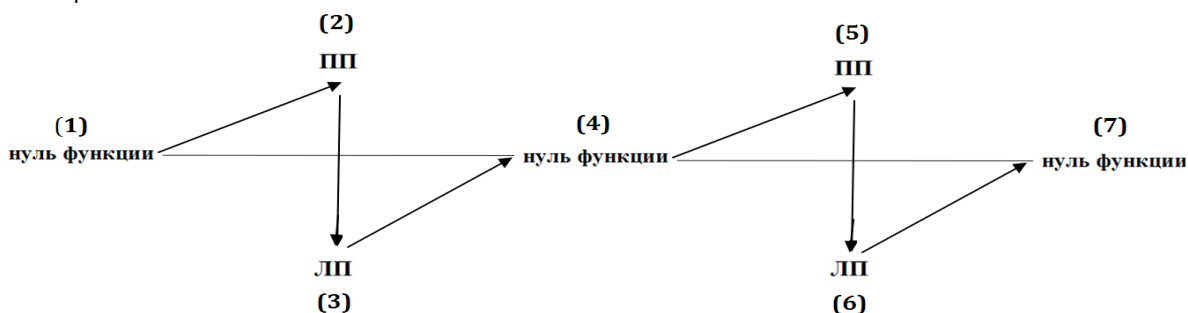 (2)
ПП
(1)
нуль функции
ЛП
(3)
(4)
нуль функции
(5)
ПП
ЛП
(6)
(7)
нуль функции